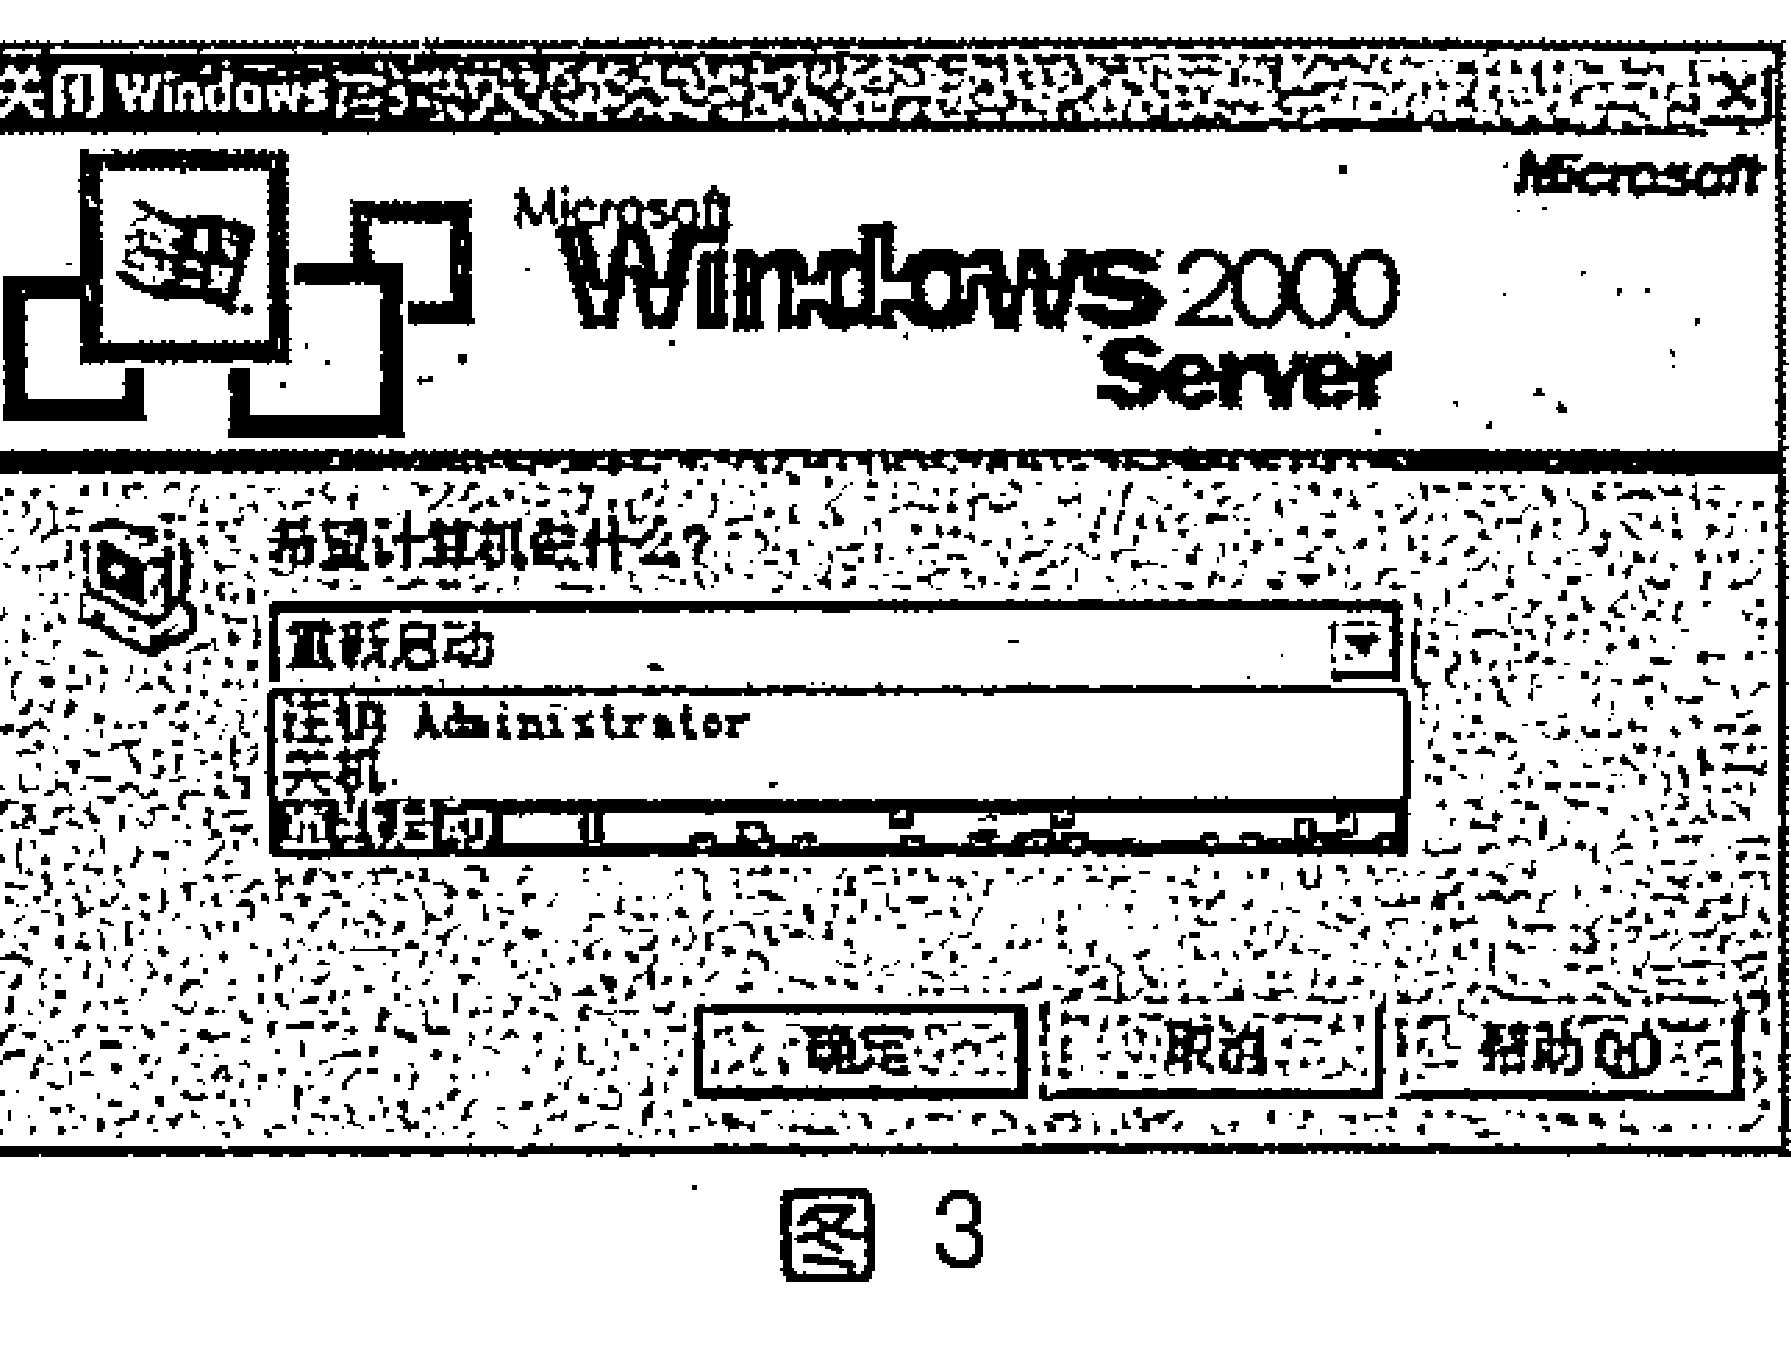 关闭 Windows
Microsoft
Microsoft
Windows 2000
Server
希望计算机做什么?
重新启动
注销 Administrator
关机
重新启动
确定 取消 帮助(H)
图 3